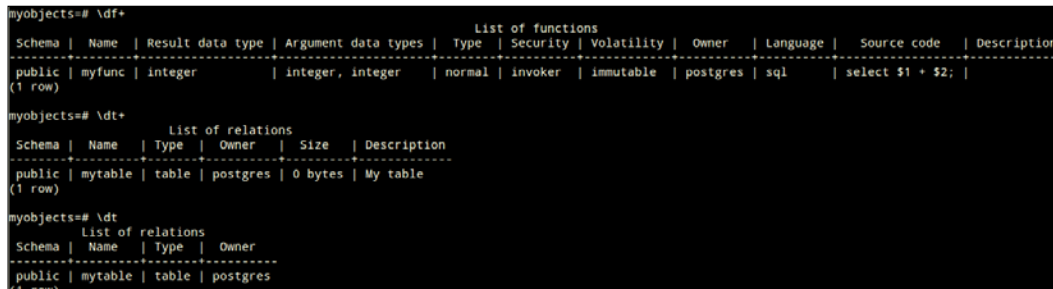 myobjects=# \df+
List of functions
Schema | Name | Result data type | Argument data types | Type | Security | Volatility | Owner | Language | Source code | Description
--------+--------+------------------+---------------------+--------+----------+------------+----------+----------+-----------------+------------
public | myfunc | integer | integer, integer | normal | invoker | immutable | postgres | sql | select $1 + $2; |
(1 row)
myobjects=# \dt+
List of relations
Schema | Name | Type | Owner | Size | Description
--------+---------+-------+----------+---------+-------------
public | mytable | table | postgres | 0 bytes | My table
(1 row)
myobjects=# \dt
List of relations
Schema | Name | Type | Owner
--------+---------+-------+----------
public | mytable | table | postgres
(1 row)